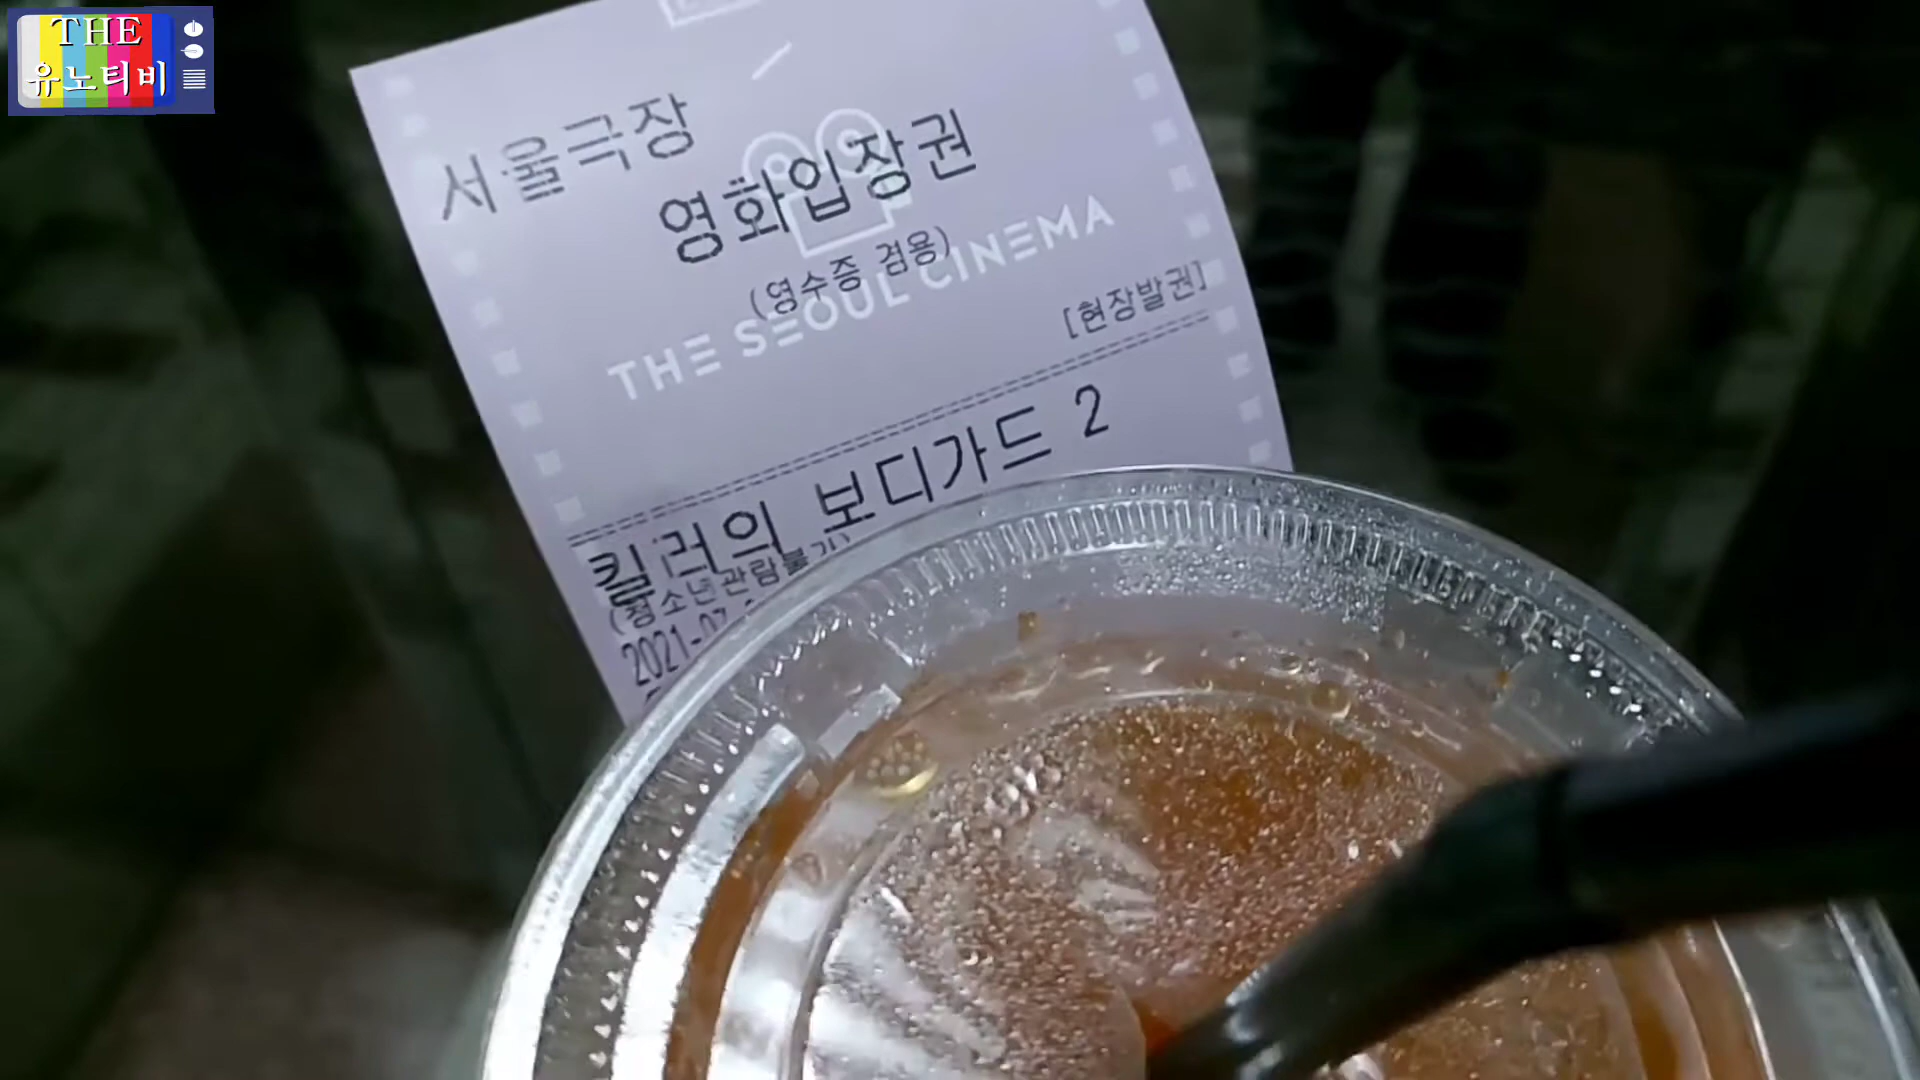 THE
유노티비
서울극장
영화입장권
(영수증 겸용)
THE SEOUL CINEMA
[현장발권]
킬러의 보디가드 2
(청소년관람불가)
2021-07